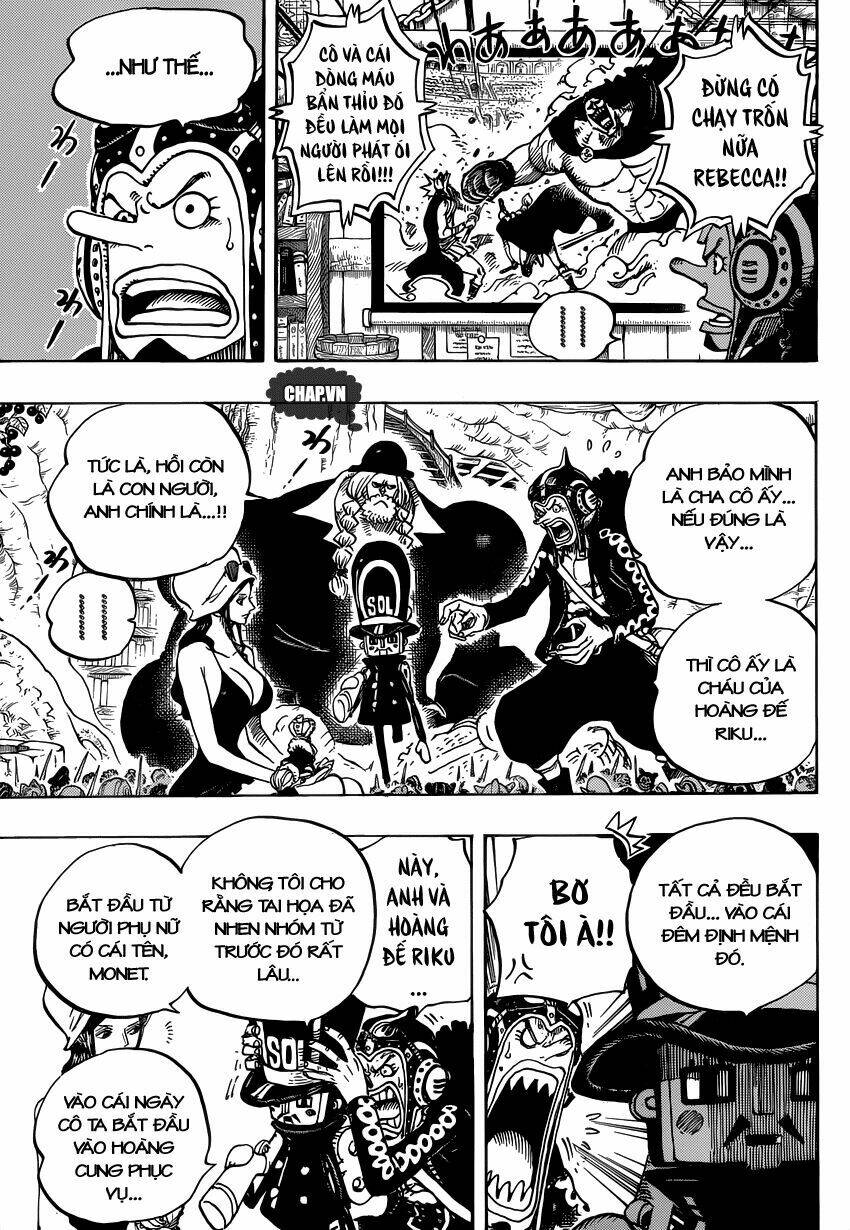 ĐỪNG CÓ
CHẠY TRỐN
NỮA
REBECCA!!
CÔ VÀ CÁI
DÒNG MÁU
BẨN THỈU ĐÓ
ĐỀU LÀM MỌI
NGƯỜI PHÁT ÓI
LÊN RỒI!!!
...NHƯ THẾ...
CHAP.VN
ANH BẢO MÌNH
LÀ CHA CÔ ẤY...
NẾU ĐÚNG LÀ
VẬY...
THÌ CÔ ẤY LÀ
CHÁU CỦA
HOÀNG ĐẾ
RIKU...
TỨC LÀ, HỒI CÒN
LÀ CON NGƯỜI,
ANH CHÍNH LÀ...!!
SOL
TẤT CẢ ĐỀU BẮT
ĐẦU... VÀO CÁI
ĐÊM ĐỊNH MỆNH
ĐÓ.
BƠ
TÔI À!!
NÀY,
ANH VÀ
HOÀNG
ĐẾ RIKU
...
KHÔNG, TÔI CHO
RẰNG TAI HỌA ĐÃ
NHEN NHÓM TỪ
TRƯỚC ĐÓ RẤT
LÂU...
BẮT ĐẦU TỪ
NGƯỜI PHỤ NỮ
CÓ CÁI TÊN,
MONET.
VÀO CÁI NGÀY
CÔ TA BẮT ĐẦU
VÀO HOÀNG
CUNG PHỤC
VỤ...
SOL